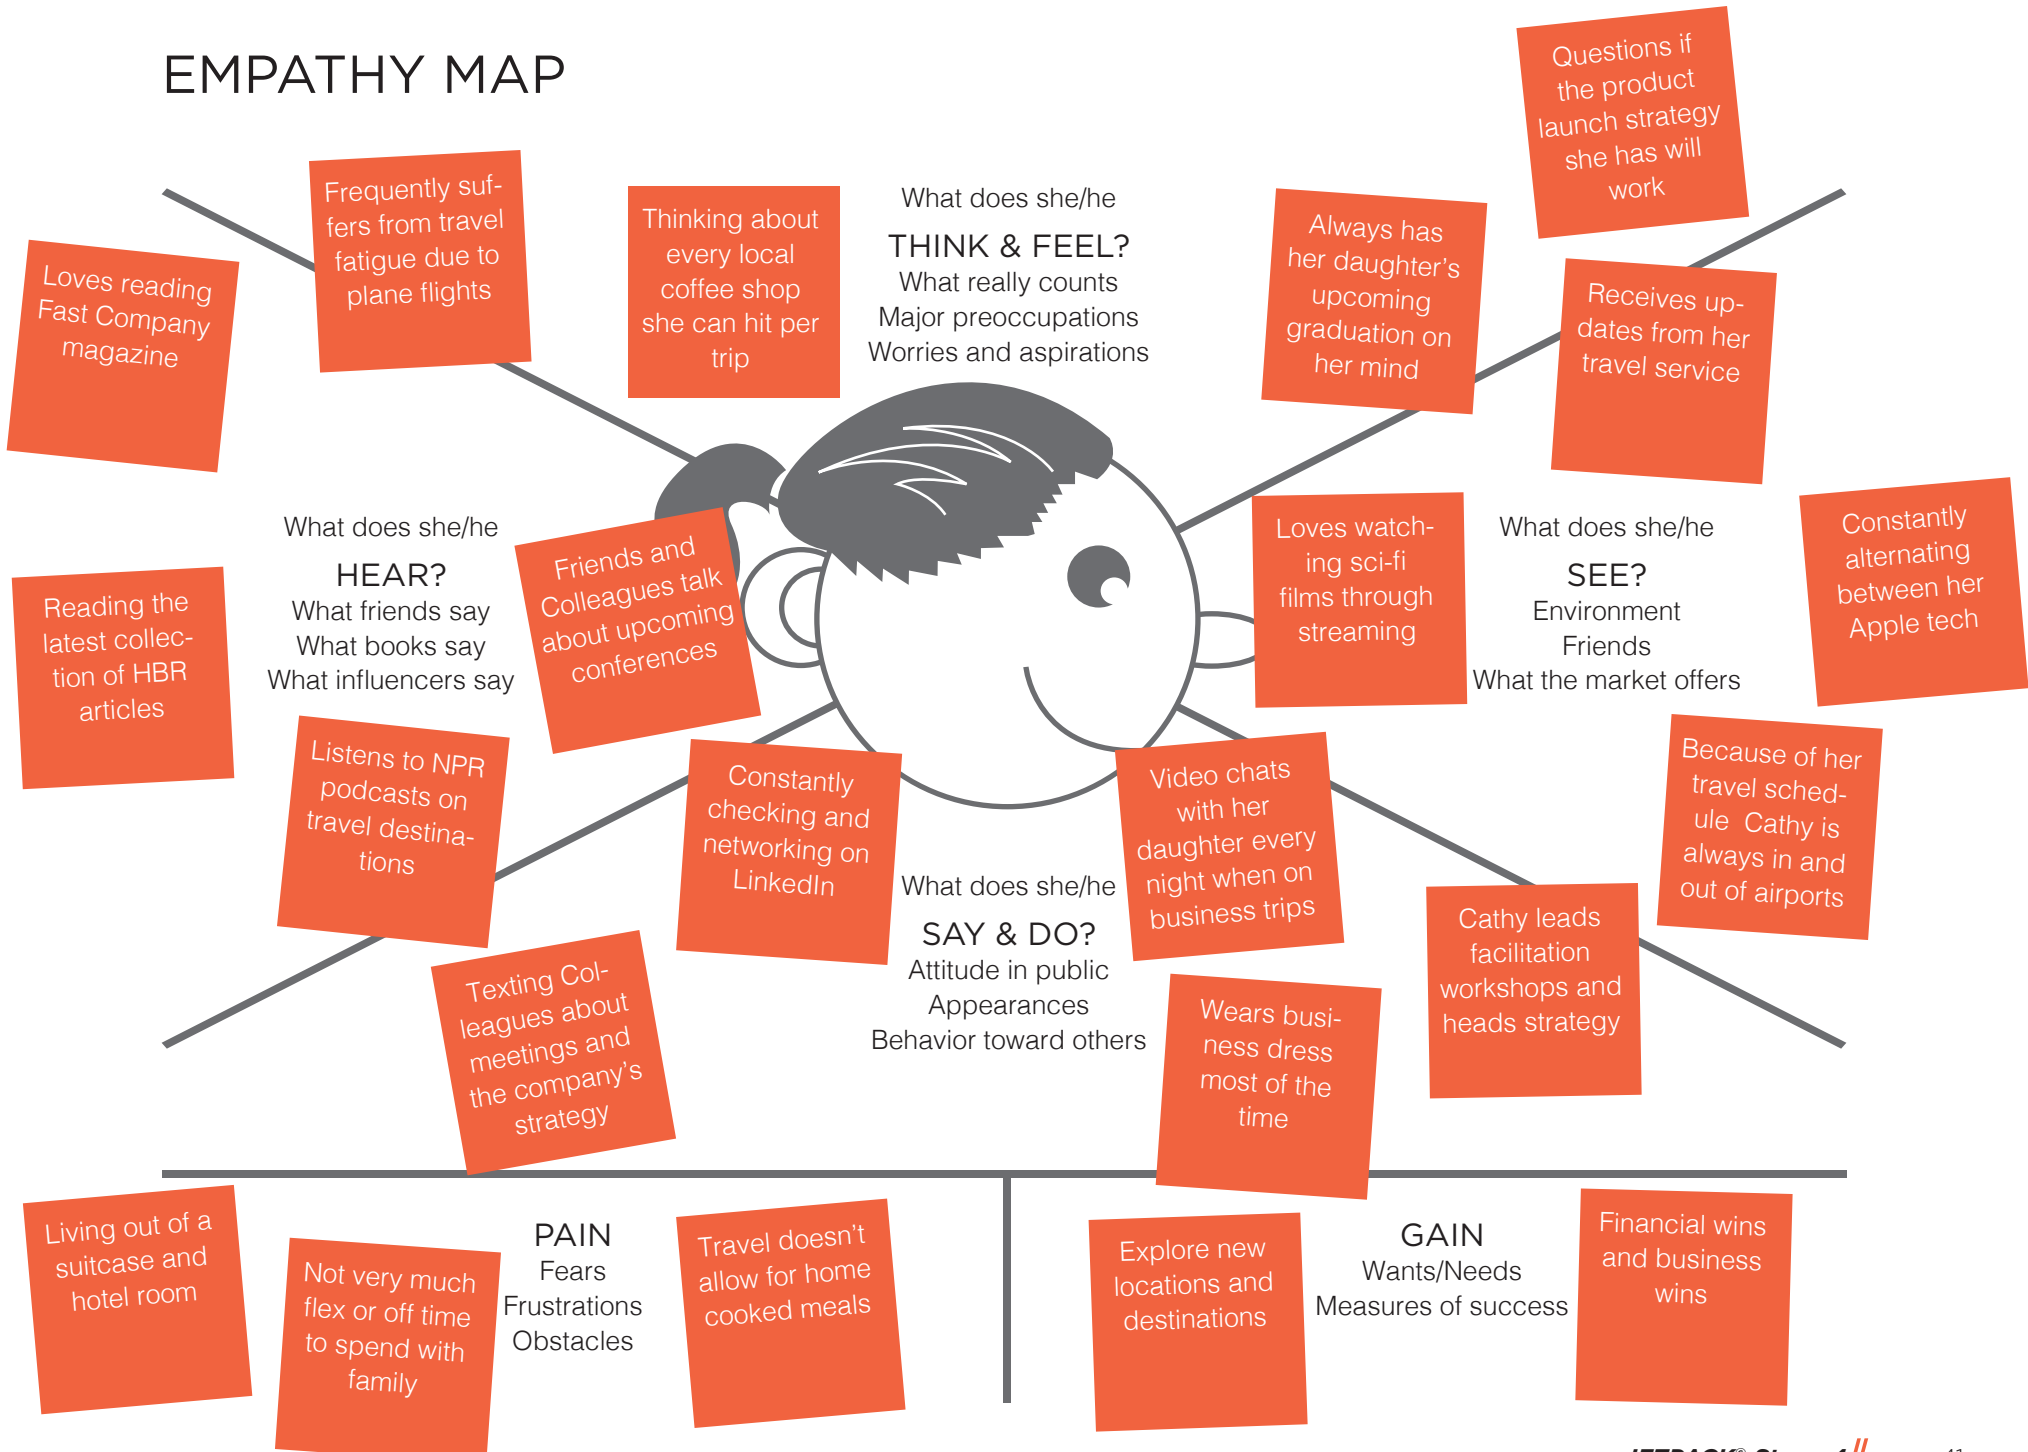 EMPATHY MAP
Questions if
the product
launch strategy
she has will
work
Frequently suf-
fers from travel
fatigue due to
plane flights
Thinking about
every local
coffee shop
she can hit per
trip
What does she/he
THINK & FEEL?
What really counts
Major preoccupations
Worries and aspirations
Always has
her daughter's
upcoming
graduation on
her mind
Receives up-
dates from her
travel service
Loves reading
Fast Company
magazine
What does she/he
HEAR?
What friends say
What books say
What influencers say
Friends and
Colleagues talk
about upcoming
conferences
Reading the
latest collec-
tion of HBR
articles
Listens to NPR
podcasts on
travel destina-
tions
Loves watch-
ing sci-fi
films through
streaming
What does she/he
SEE?
Environment
Friends
What the market offers
Constantly
alternating
between her
Apple tech
Because of her
travel sched-
ule  Cathy is
always in and
out of airports
Constantly
checking and
networking on
LinkedIn
What does she/he
SAY & DO?
Attitude in public
Appearances
Behavior toward others
Video chats
with her
daughter every
night when on
business trips
Cathy leads
facilitation
workshops and
heads strategy
Texting Col-
leagues about
meetings and
the company's
strategy
Wears busi-
ness dress
most of the
time
Living out of a
suitcase and
hotel room
Not very much
flex or off time
to spend with
family
PAIN
Fears
Frustrations
Obstacles
Travel doesn't
allow for home
cooked meals
Explore new
locations and
destinations
GAIN
Wants/Needs
Measures of success
Financial wins
and business
wins